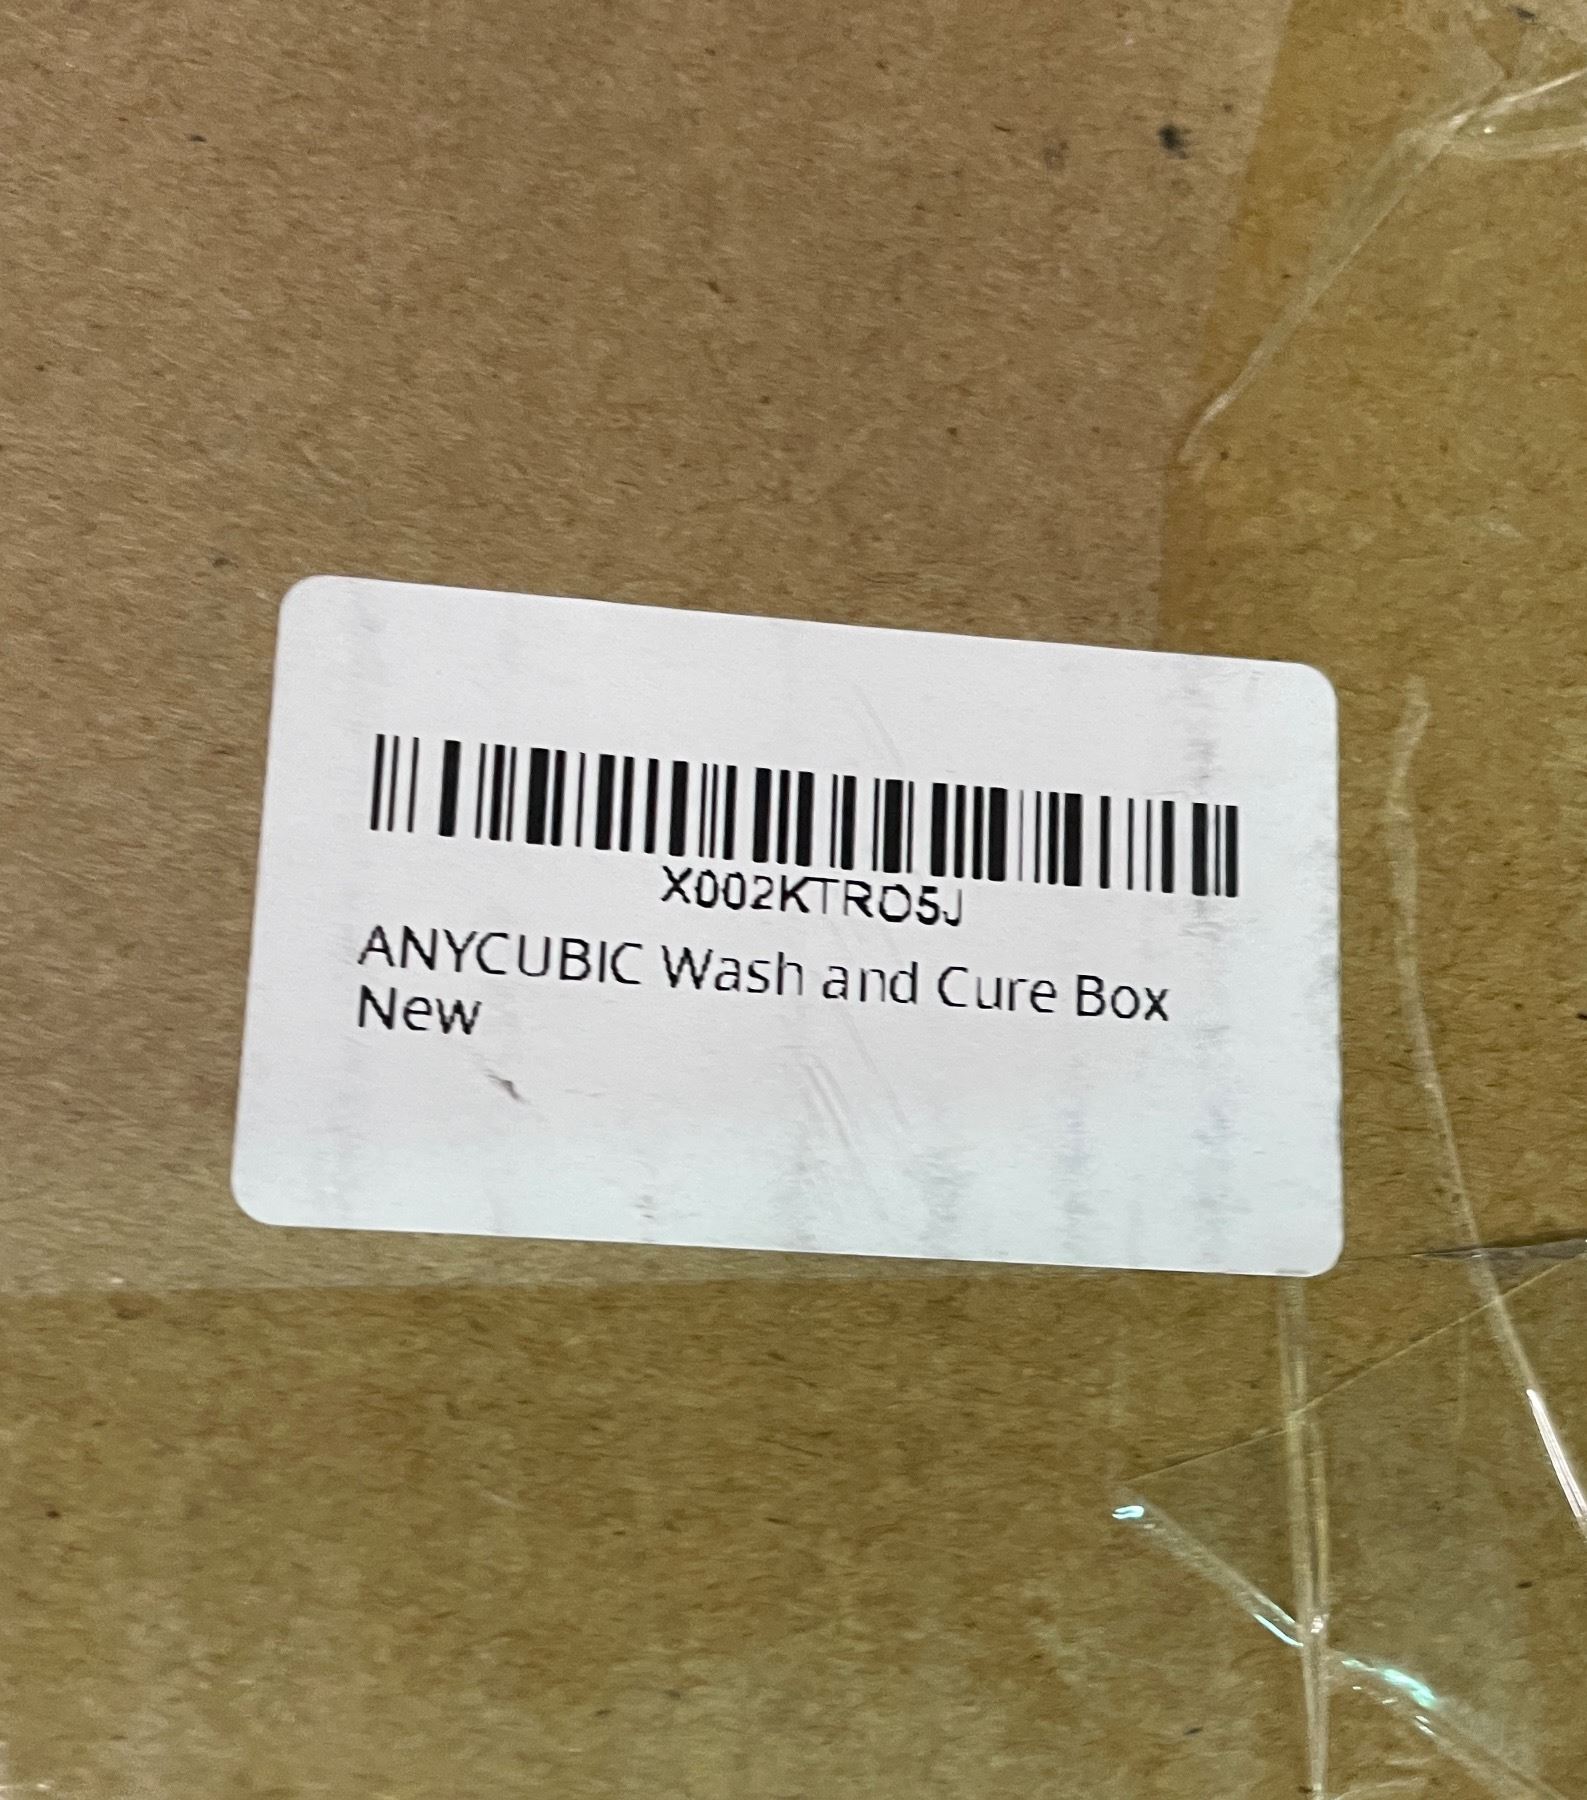 X002KTRO5J
ANYCUBIC Wash and Cure Box
New